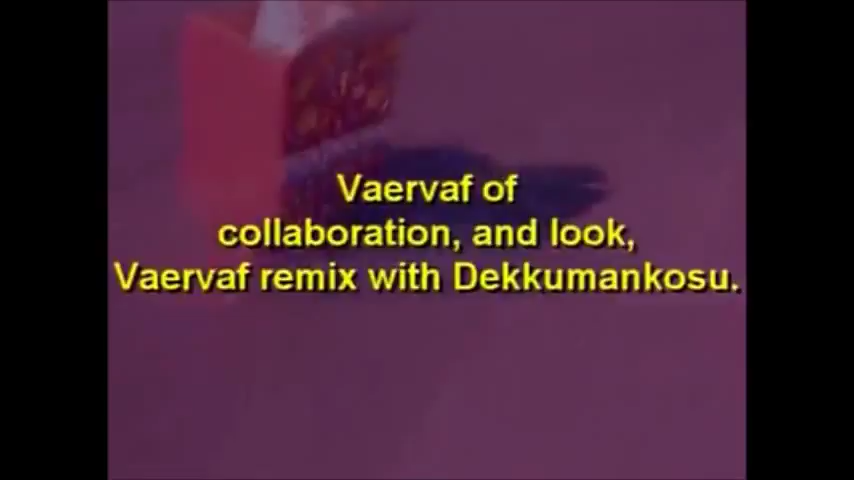 Vaervaf of
collaboration, and look,
Vaervaf remix with Dekkumankosu.